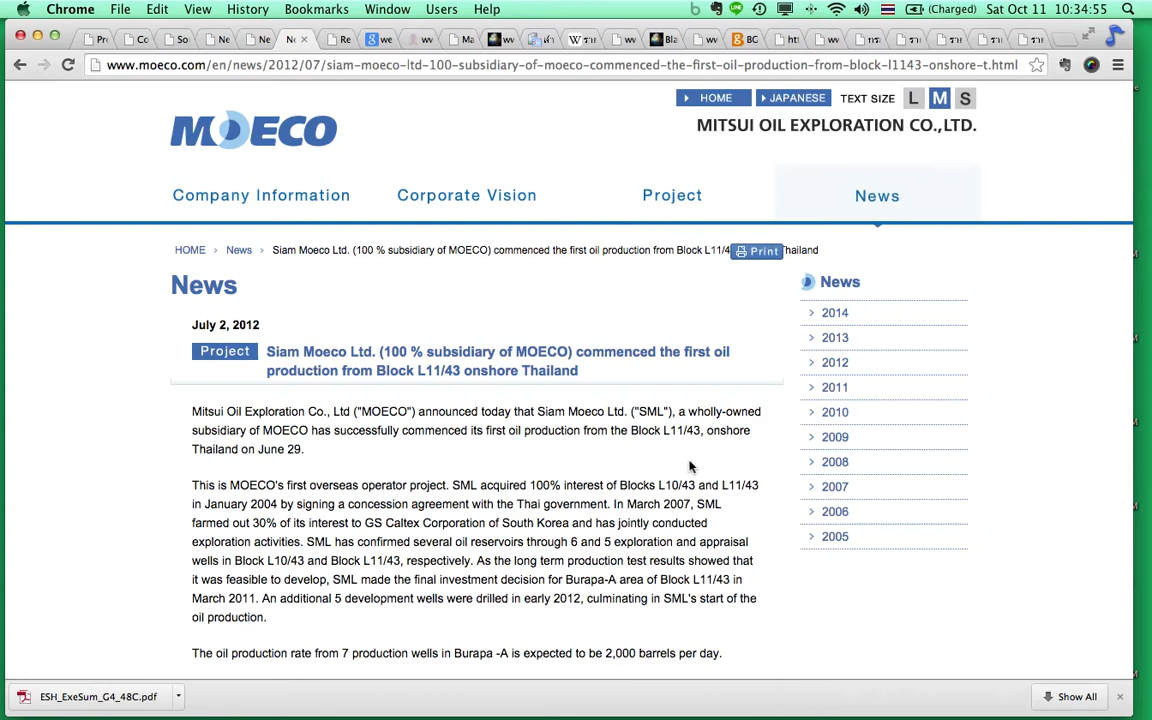 Chrome File Edit View History Bookmarks Window Users Help (Charged) Sat Oct 11 10:34:55
www.moeco.com/en/news/2012/07/siam-moeco-ltd-100-subsidiary-of-moeco-commenced-the-first-oil-production-from-block-l1143-onshore-t.html
HOME JAPANESE TEXT SIZE L M S
MOECO
MITSUI OIL EXPLORATION CO.,LTD.
Company Information Corporate Vision Project News
HOME > News > Siam Moeco Ltd. (100 % subsidiary of MOECO) commenced the first oil production from Block L11/4 Print Thailand
News
July 2, 2012
Project Siam Moeco Ltd. (100 % subsidiary of MOECO) commenced the first oil
production from Block L11/43 onshore Thailand
Mitsui Oil Exploration Co., Ltd ("MOECO") announced today that Siam Moeco Ltd. ("SML"), a wholly-owned
subsidiary of MOECO has successfully commenced its first oil production from the Block L11/43, onshore
Thailand on June 29.
This is MOECO's first overseas operator project. SML acquired 100% interest of Blocks L10/43 and L11/43
in January 2004 by signing a concession agreement with the Thai government. In March 2007, SML
farmed out 30% of its interest to GS Caltex Corporation of South Korea and has jointly conducted
exploration activities. SML has confirmed several oil reservoirs through 6 and 5 exploration and appraisal
wells in Block L10/43 and Block L11/43, respectively. As the long term production test results showed that
it was feasible to develop, SML made the final investment decision for Burapa-A area of Block L11/43 in
March 2011. An additional 5 development wells were drilled in early 2012, culminating in SML's start of the
oil production.
The oil production rate from 7 production wells in Burapa -A is expected to be 2,000 barrels per day.
News
2014
2013
2012
2011
2010
2009
2008
2007
2006
2005
ESH_ExeSum_G4_48C.pdf
Show All